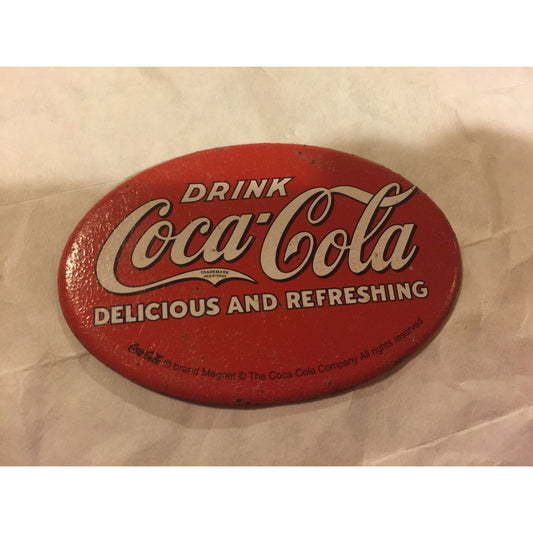 DRINK
Coca-Cola
TRADEMARK
REGISTERED
DELICIOUS AND REFRESHING
Coca-Cola ® brand Magnet © The Coca-Cola Company All rights reserved